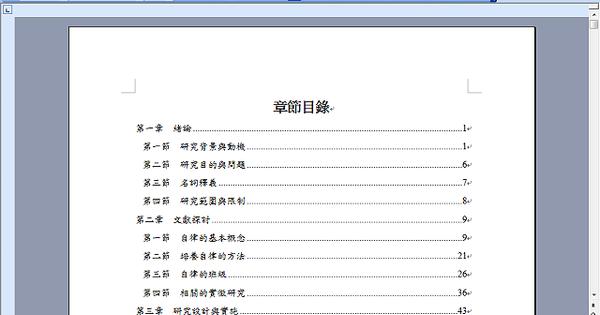 章節目錄
第一章 緒論 1
第一節 研究背景與動機 1
第二節 研究目的與問題 6
第三節 名詞釋義 7
第四節 研究範圍與限制 8
第二章 文獻探討 9
第一節 自律的基本概念 9
第二節 培養自律的方法 21
第三節 自律的班級 26
第四節 相關的實徵研究 36
第三章 研究設計與實施 43